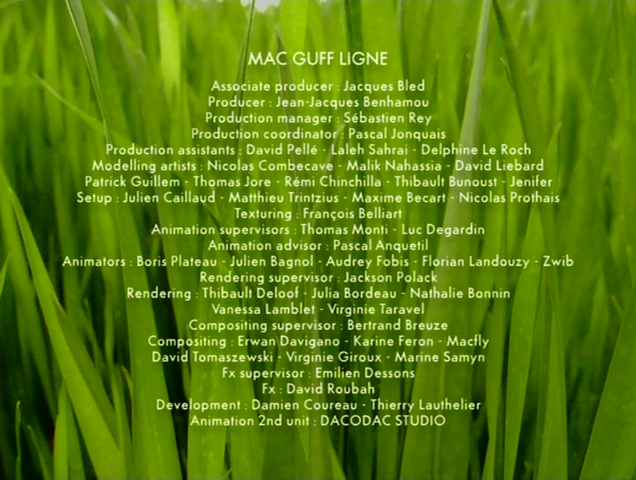 MAC GUFF LIGNE
Associate producer : Jacques Bled
Producer : Jean-Jacques Benhamou
Production manager : Sébastien Rey
Production coordinator : Pascal Jonquais
Production assistants : David Pellé - Laleh Sahrai - Delphine Le Roch
Modelling artists : Nicolas Combecave - Malik Nahassia - David Liebard
Patrick Guillem - Thomas Jore - Rémi Chinchilla - Thibault Bunoust - Jenifer
Setup : Julien Caillaud - Matthieu Trintzius - Maxime Becart - Nicolas Prothais
Texturing : François Belliart
Animation supervisors : Thomas Monti - Luc Degardin
Animation advisor : Pascal Anquetil
Animators : Boris Plateau - Julien Bagnol - Audrey Fobis - Florian Landouzy - Zwib
Rendering supervisor : Jackson Polack
Rendering : Thibault Deloof - Julia Bordeau - Nathalie Bonnin
Vanessa Lamblet - Virginie Taravel
Compositing supervisor : Bertrand Breuze
Compositing : Erwan Davigano - Karine Feron - Macfly
David Tomaszewski - Virginie Giroux - Marine Samyn
Fx supervisor : Emilien Dessons
Fx : David Roubah
Development : Damien Coureau - Thierry Lauthelier
Animation 2nd unit : DACODAC STUDIO